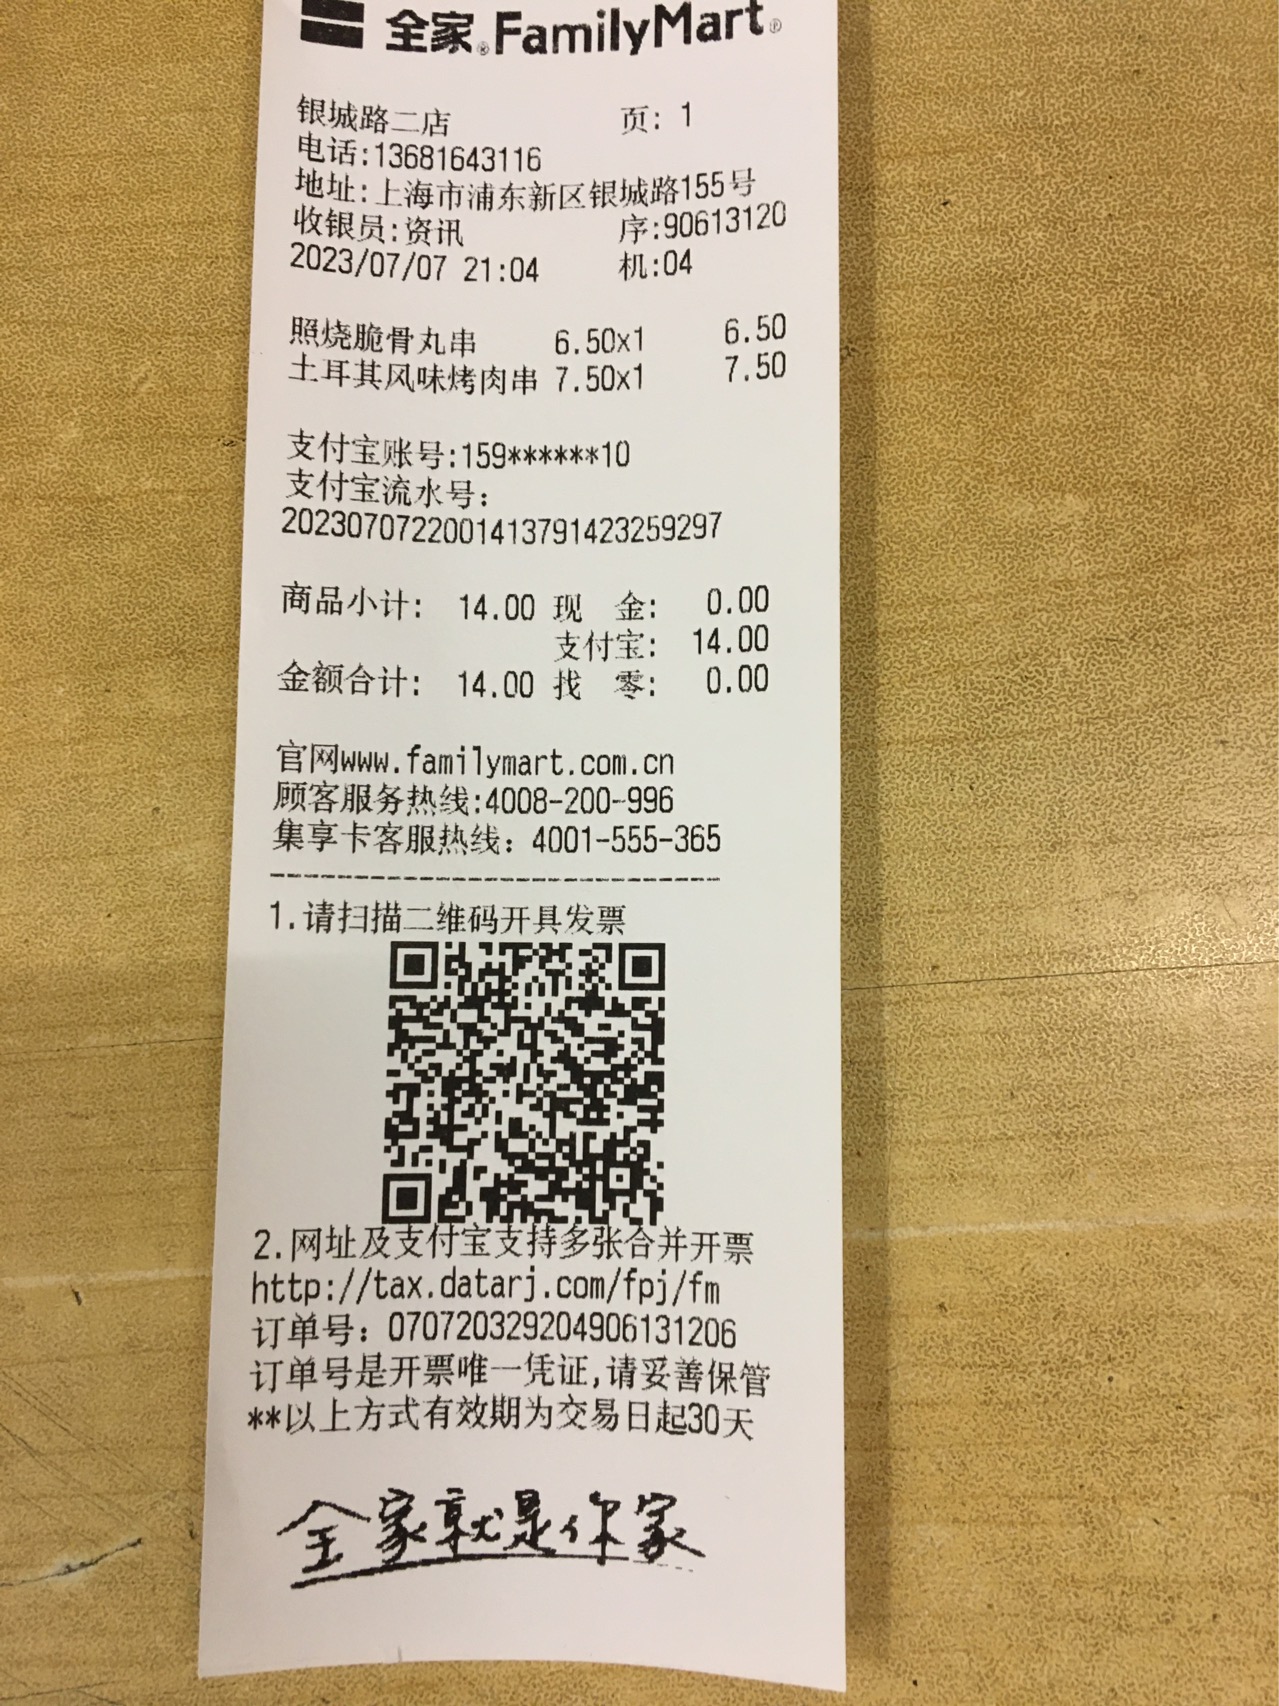 全家®FamilyMart®
银城路二店 页: 1
电话:13681643116
地址:上海市浦东新区银城路155号
收银员:资讯 序:90613120
2023/07/07 21:04 机:04
照烧脆骨丸串 6.50x1 6.50
土耳其风味烤肉串 7.50x1 7.50
支付宝账号:159******10
支付宝流水号:
2023070722001413791423259297
商品小计: 14.00 现 金: 0.00
支付宝: 14.00
金额合计: 14.00 找 零: 0.00
官网www.familymart.com.cn
顾客服务热线:4008-200-996
集享卡客服热线: 4001-555-365
1.请扫描二维码开具发票
2.网址及支付宝支持多张合并开票
http://tax.datarj.com/fpj/fm
订单号: 070720329204906131206
订单号是开票唯一凭证,请妥善保管
**以上方式有效期为交易日起30天
全家就是你家